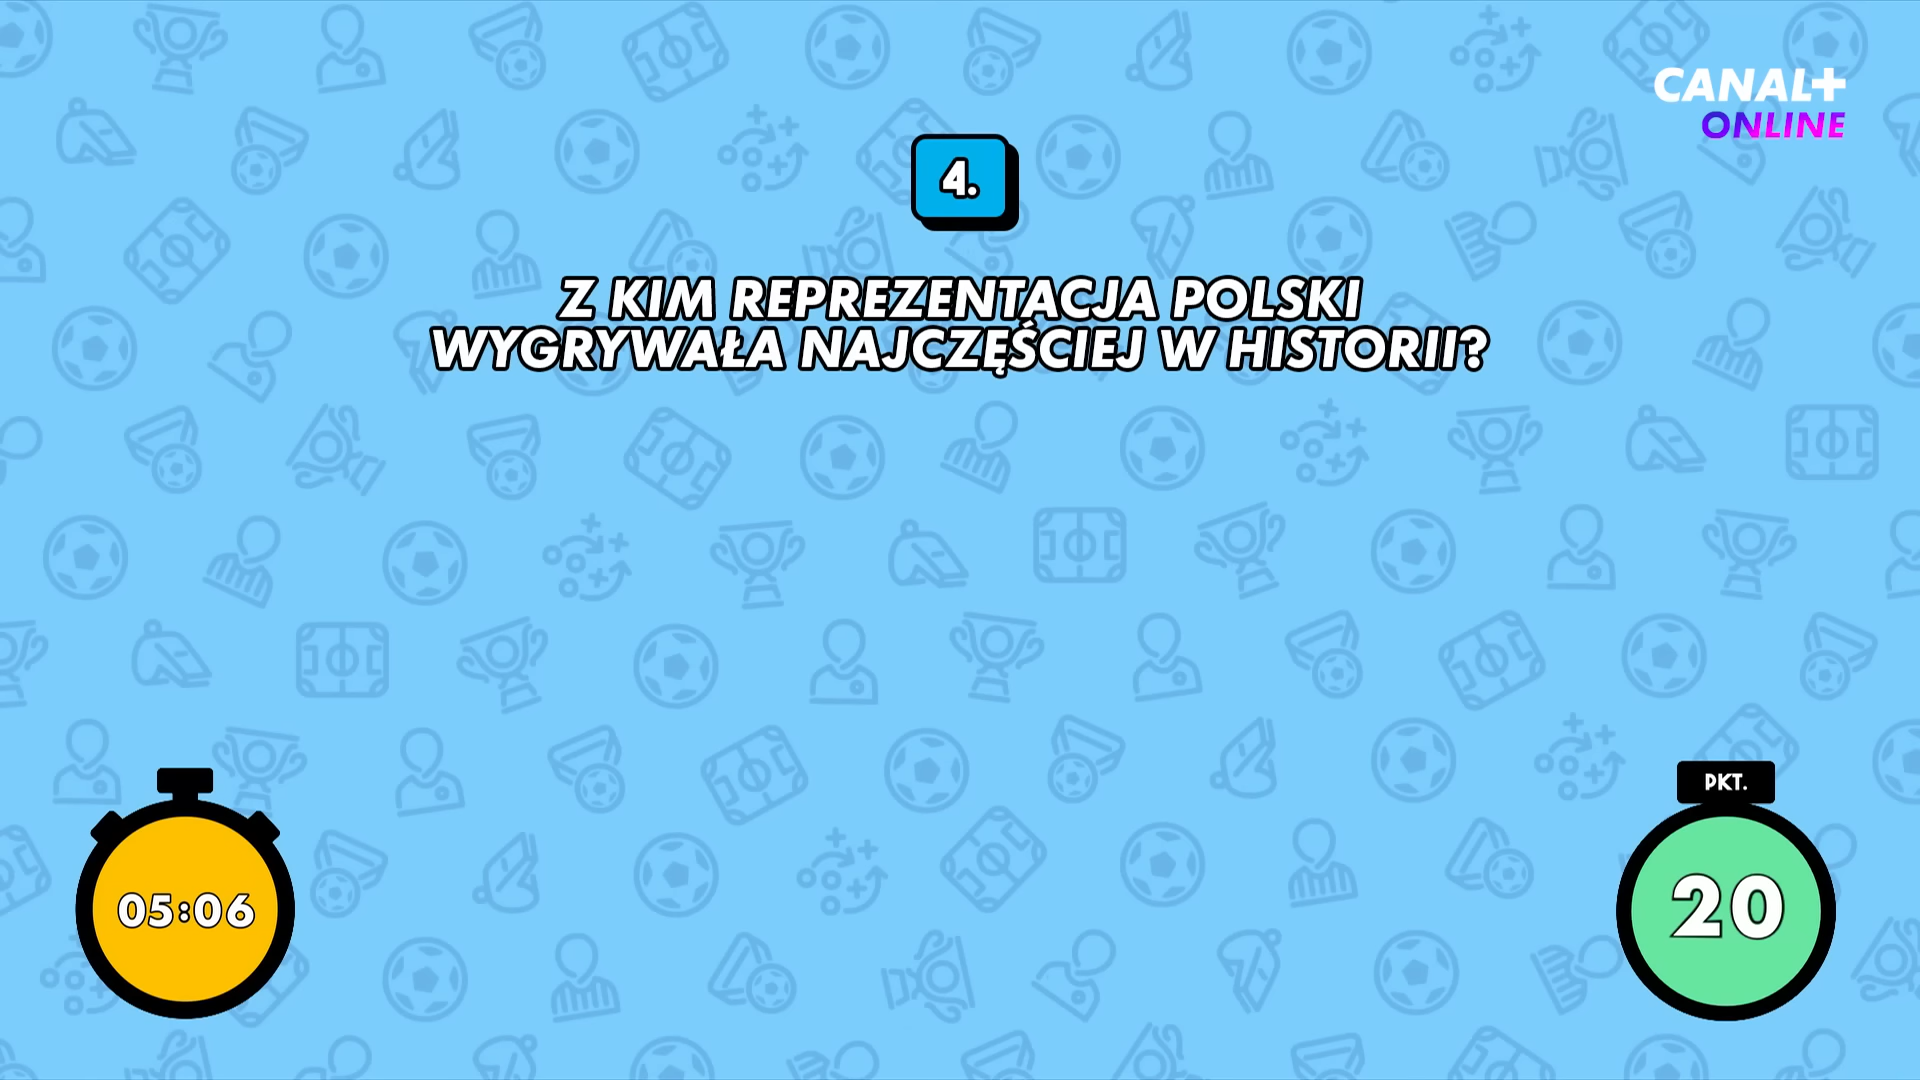 CANAL+
ONLINE
4.
Z KIM REPREZENTACJA POLSKI
WYGRYWAŁA NAJCZĘŚCIEJ W HISTORII?
PKT.
05:06
20